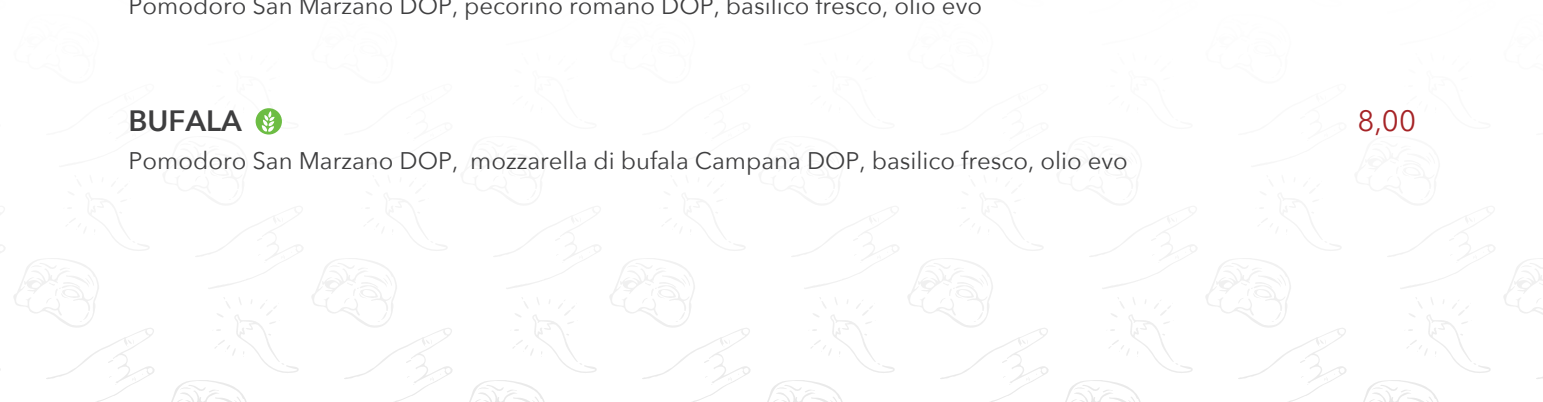 Pomodoro San Marzano DOP, pecorino romano DOP, basilico fresco, olio evo
BUFALA 8,00
Pomodoro San Marzano DOP, mozzarella di bufala Campana DOP, basilico fresco, olio evo